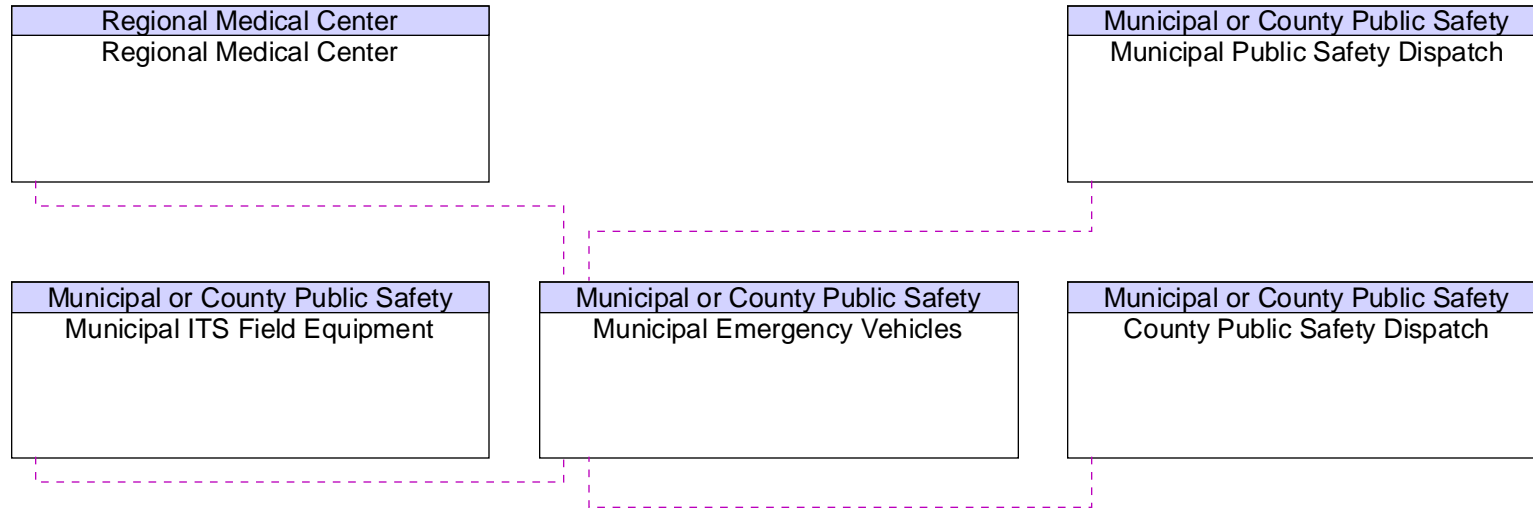 Regional Medical Center
Regional Medical Center
Municipal or County Public Safety
Municipal Public Safety Dispatch
Municipal or County Public Safety
Municipal ITS Field Equipment
Municipal or County Public Safety
Municipal Emergency Vehicles
Municipal or County Public Safety
County Public Safety Dispatch